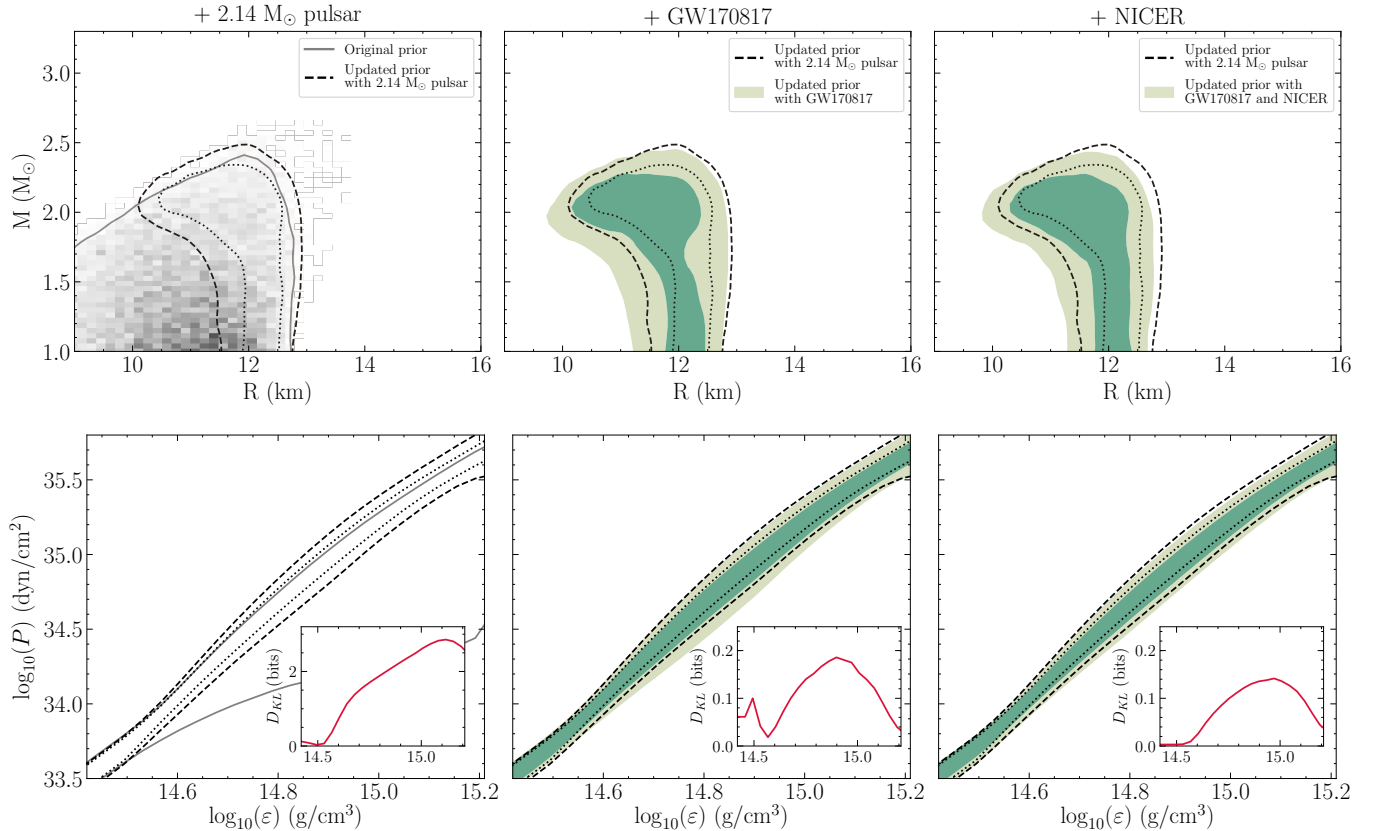 + 2.14 M⊙ pulsar
+ GW170817
+ NICER
Original prior
Updated prior
with 2.14 M⊙ pulsar
Updated prior
with 2.14 M⊙ pulsar
Updated prior
with GW170817
Updated prior
with 2.14 M⊙ pulsar
Updated prior with
GW170817 and NICER
M (M⊙)
3.0
2.5
2.0
1.5
1.0
10 12 14 16
10 12 14 16
10 12 14 16
R (km)
R (km)
R (km)
log₁₀(P) (dyn/cm²)
35.5
35.0
34.5
34.0
33.5
D_KL (bits)
2
0
14.5 15.0
D_KL (bits)
0.2
0.1
0.0
14.5 15.0
D_KL (bits)
0.2
0.1
0.0
14.5 15.0
14.6 14.8 15.0 15.2
14.6 14.8 15.0 15.2
14.6 14.8 15.0 15.2
log₁₀(ε) (g/cm³)
log₁₀(ε) (g/cm³)
log₁₀(ε) (g/cm³)